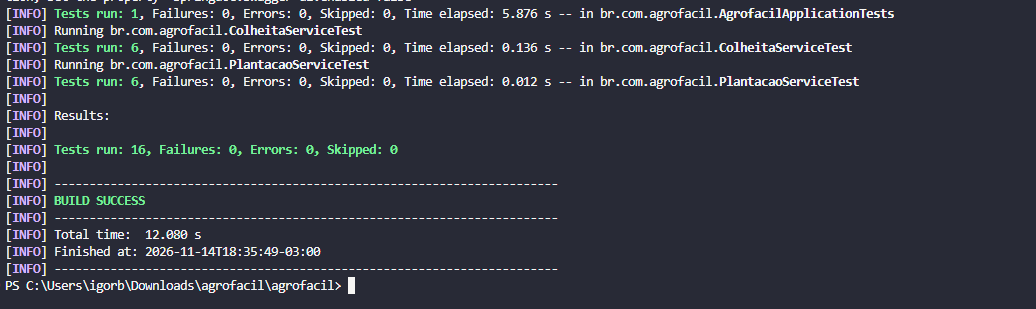 [INFO] Tests run: 1, Failures: 0, Errors: 0, Skipped: 0, Time elapsed: 5.876 s -- in br.com.agrofacil.AgrofacilApplicationTests
[INFO] Running br.com.agrofacil.ColheitaServiceTest
[INFO] Tests run: 6, Failures: 0, Errors: 0, Skipped: 0, Time elapsed: 0.136 s -- in br.com.agrofacil.ColheitaServiceTest
[INFO] Running br.com.agrofacil.PlantacaoServiceTest
[INFO] Tests run: 6, Failures: 0, Errors: 0, Skipped: 0, Time elapsed: 0.012 s -- in br.com.agrofacil.PlantacaoServiceTest
[INFO]
[INFO] Results:
[INFO]
[INFO] Tests run: 16, Failures: 0, Errors: 0, Skipped: 0
[INFO]
[INFO] ------------------------------------------------------------------------
[INFO] BUILD SUCCESS
[INFO] ------------------------------------------------------------------------
[INFO] Total time:  12.080 s
[INFO] Finished at: 2026-11-14T18:35:49-03:00
[INFO] ------------------------------------------------------------------------
PS C:\Users\igorb\Downloads\agrofacil\agrofacil>